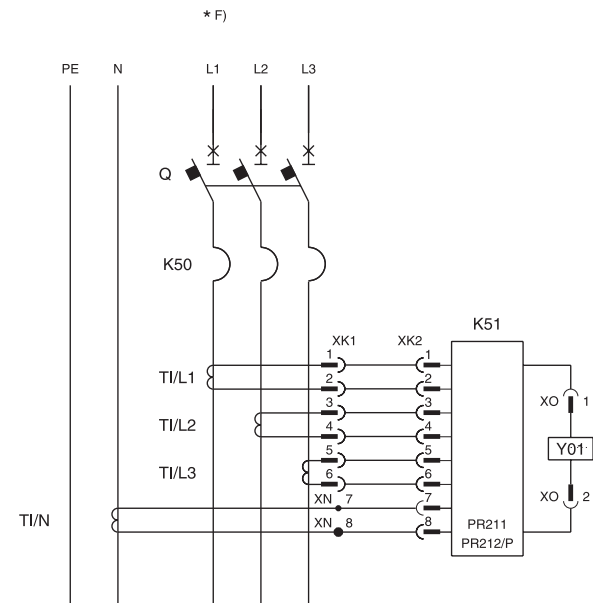 * F)
PE N L1 L2 L3
Q
K50
K51
XK1 XK2
1 1
TI/L1
2 2
XO 1
3 3
TI/L2
4 4
Y01
5 5
TI/L3
6 6
XN 7 7
XO 2
TI/N
XN 8 8
PR211
PR212/P